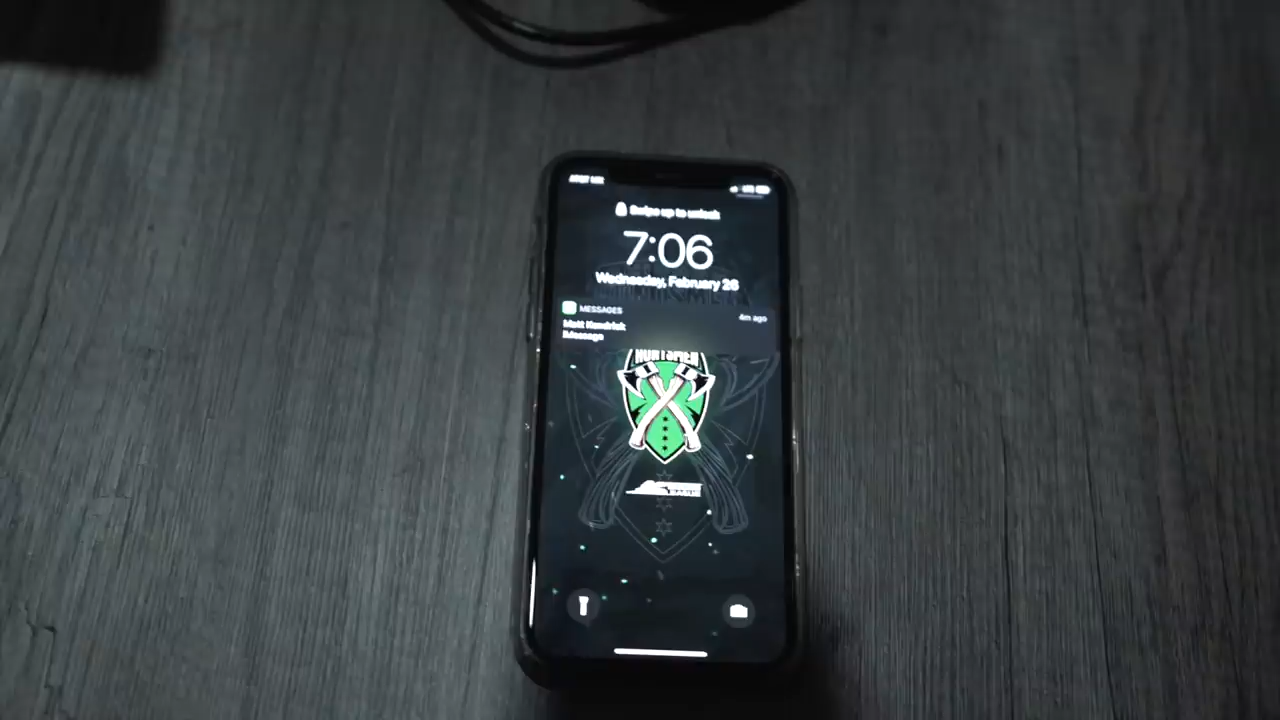 Swipe up to unlock
7:06
Wednesday, February 26
MESSAGES
4m ago
Matt Kendrick
iMessage
HUNTSMEN